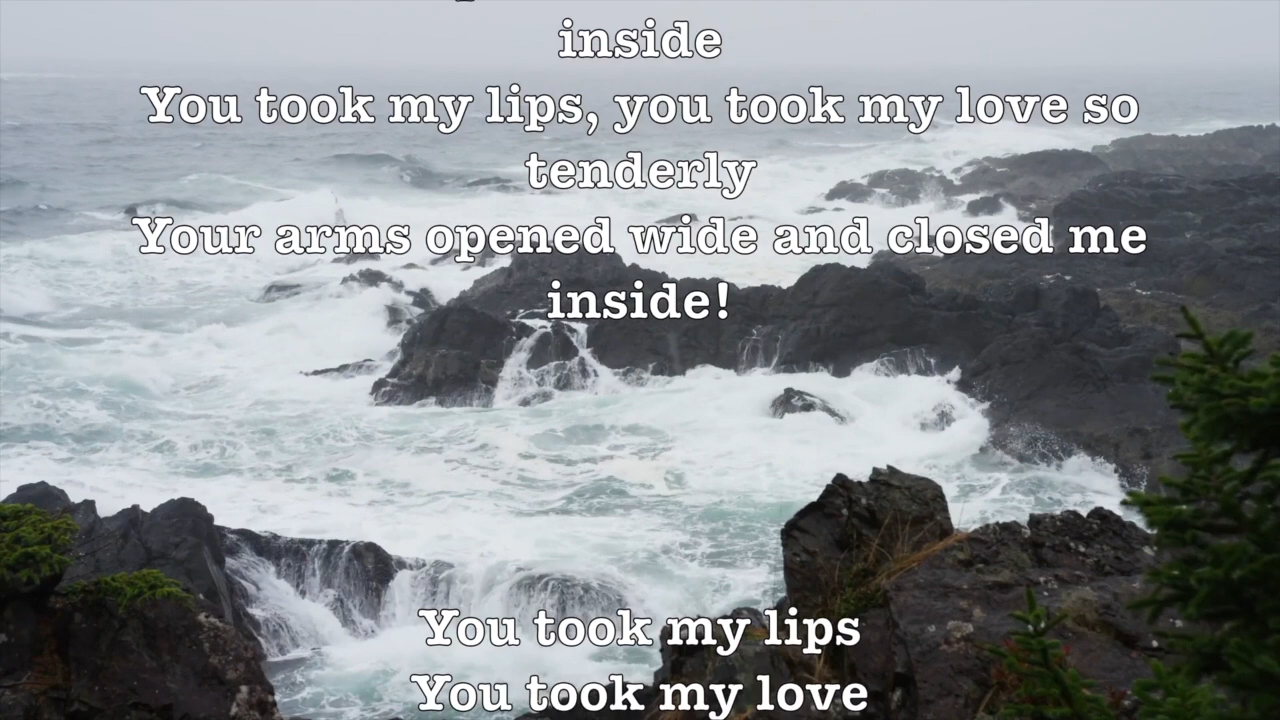 inside
You took my lips, you took my love so
tenderly
Your arms opened wide and closed me
inside!
You took my lips
You took my love